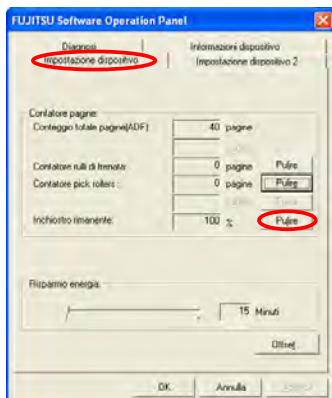 FUJITSU Software Operation Panel
Diagnosi Informazioni dispositivo
Impostazione dispositivo Impostazione dispositivo 2
Contatore pagine:
Conteggio totale pagine(ADF): 40 pagine
Contatore rulli di frenata: 0 pagine Pulire
Contatore pick rollers : 0 pagine Pulire
Inchiostro rimanente: 100 % Pulire
Risparmio energia:
15 Minuti
Offset
OK Annulla